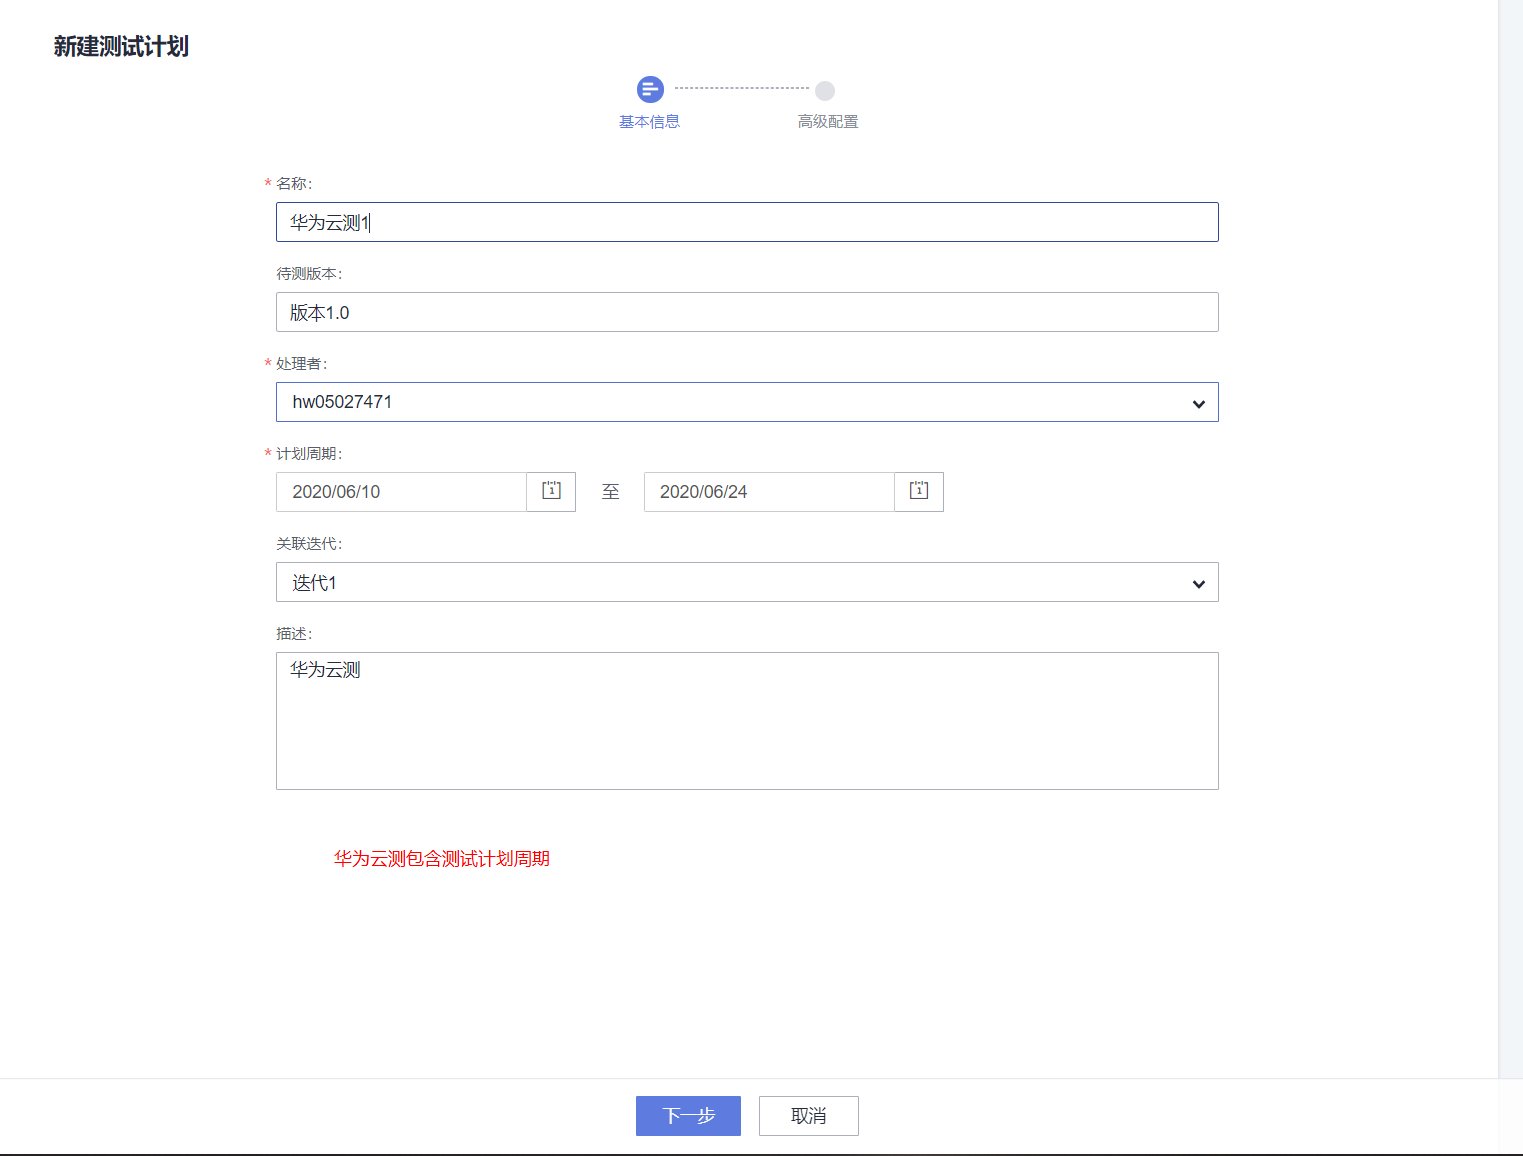 新建测试计划
基本信息
高级配置
* 名称：
华为云测1
待测版本：
版本1.0
* 处理者：
hw05027471
* 计划周期：
2020/06/10 1 至 2020/06/24 1
关联迭代：
迭代1
描述：
华为云测
华为云测包含测试计划周期
下一步 取消